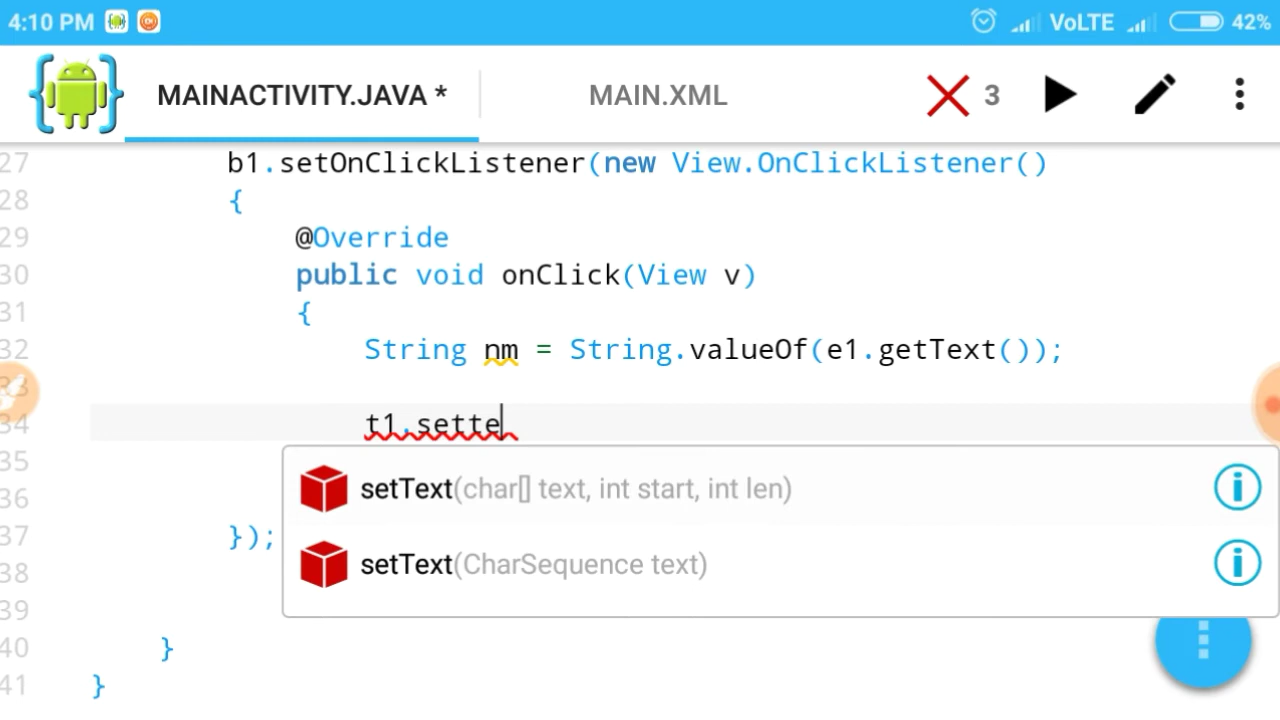 4:10 PM VoLTE 42%
MAINACTIVITY.JAVA * MAIN.XML 3
27 b1.setOnClickListener(new View.OnClickListener()
28 {
29 @Override
30 public void onClick(View v)
31 {
32 String nm = String.valueOf(e1.getText());
33
34 t1.sette
35 setText(char[] text, int start, int len)
36
37 }); setText(CharSequence text)
38
39
40 }
41 }